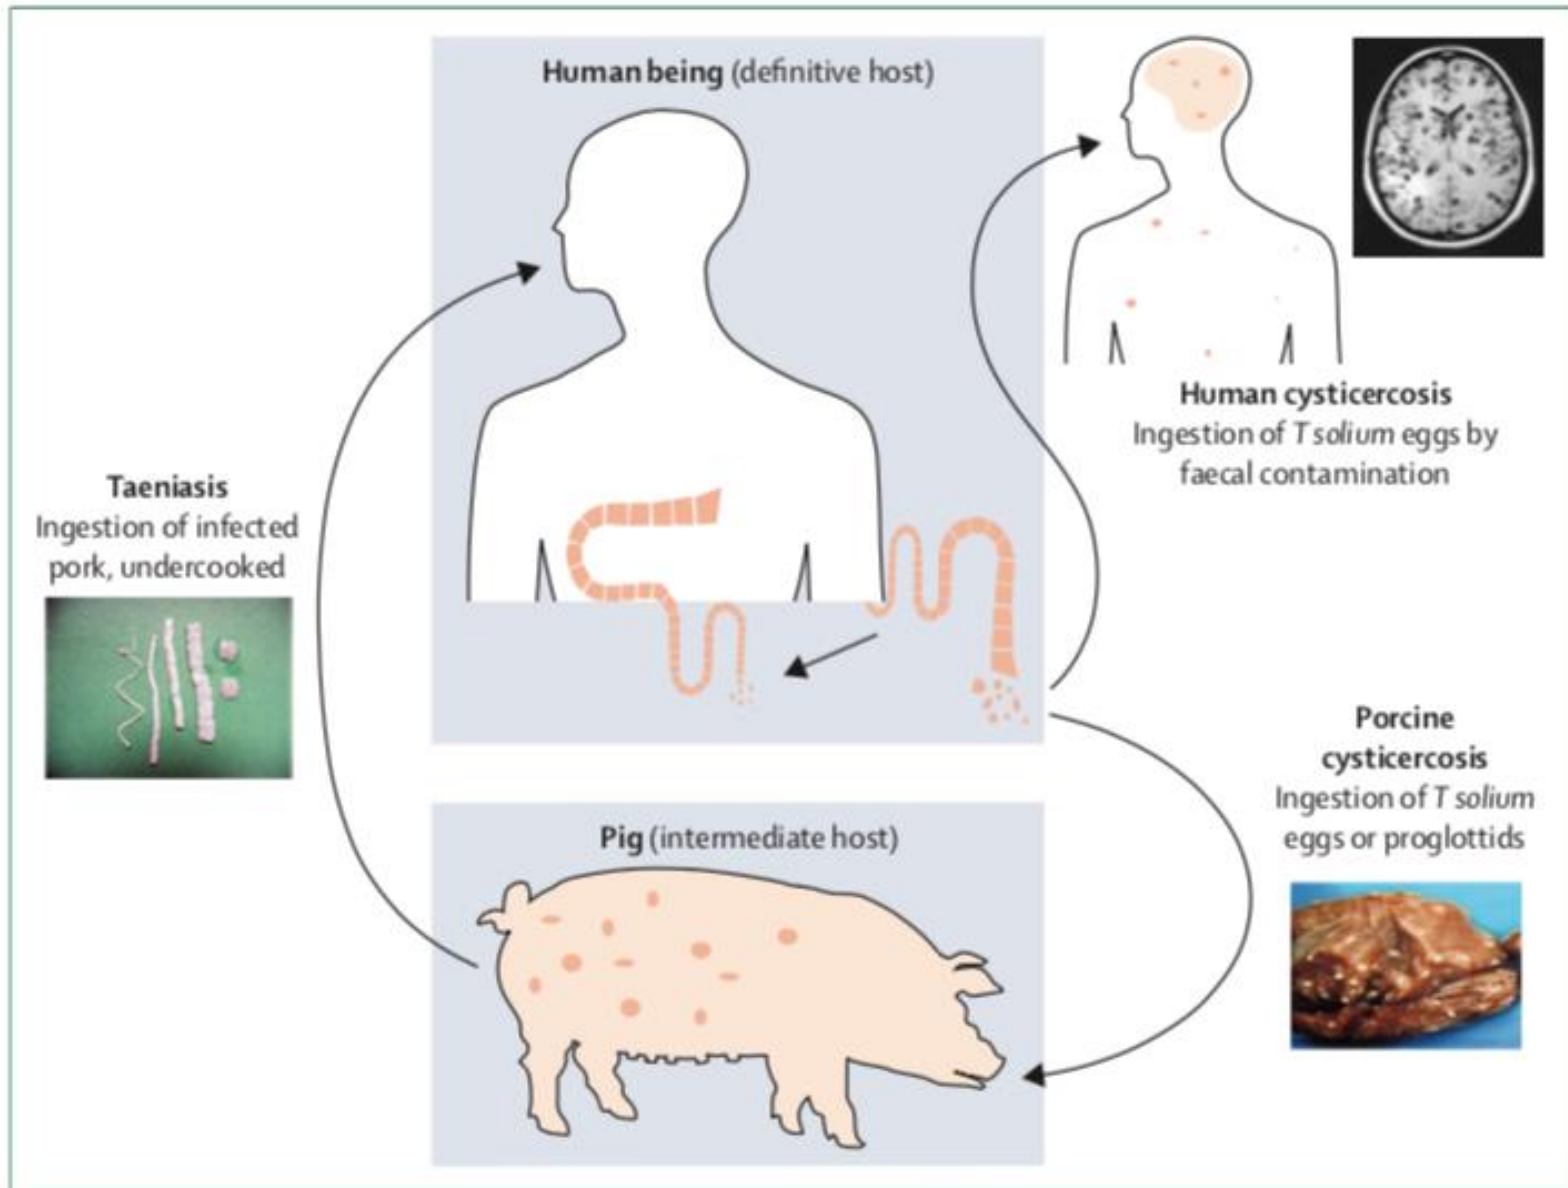 Human being (definitive host)
Human cysticercosis
Ingestion of T solium eggs by
faecal contamination
Taeniasis
Ingestion of infected
pork, undercooked
Porcine
cysticercosis
Ingestion of T solium
eggs or proglottids
Pig (intermediate host)